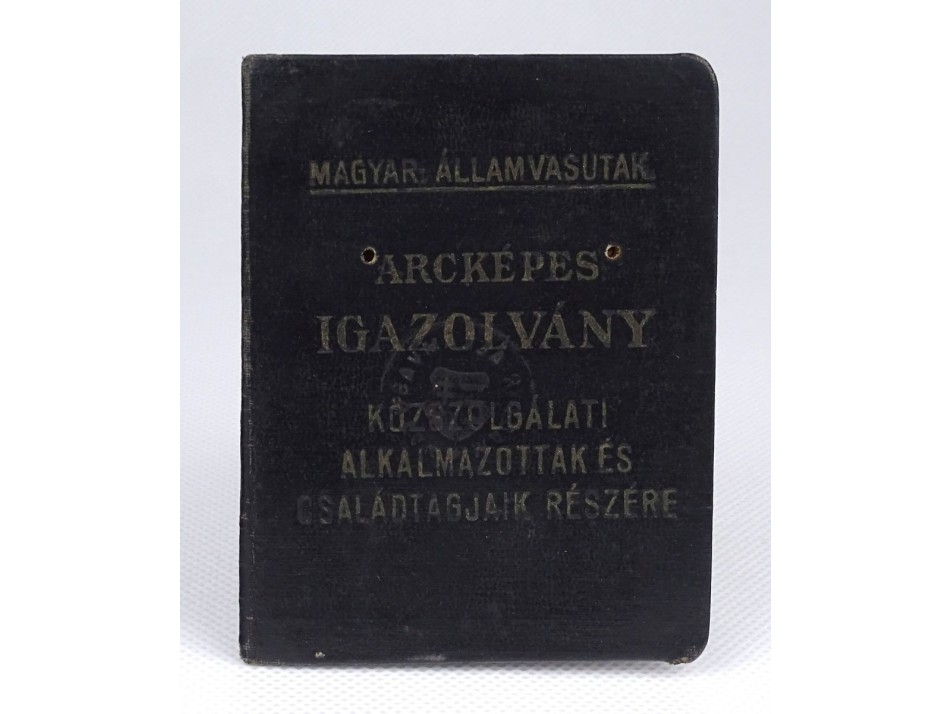 MAGYAR ÁLLAMVASUTAK
ARCKÉPES
IGAZOLVÁNY
KÖZSZOLGÁLATI
ALKALMAZOTTAK ÉS
CSALÁDTAGJAIK RÉSZÉRE